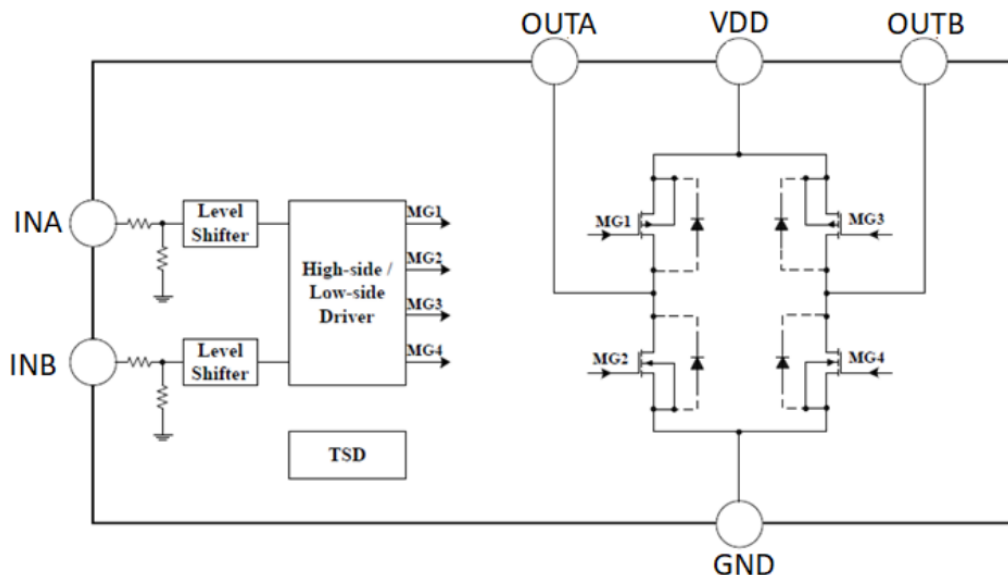 OUTA
VDD
OUTB
INA
Level
Shifter
MG1
MG2
MG3
MG4
High-side /
Low-side
Driver
INB
Level
Shifter
TSD
MG1
MG3
MG2
MG4
GND